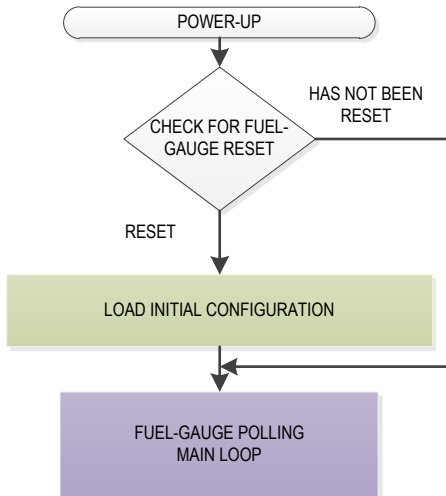 POWER-UP
CHECK FOR FUEL-
GAUGE RESET
HAS NOT BEEN
RESET
RESET
LOAD INITIAL CONFIGURATION
FUEL-GAUGE POLLING
MAIN LOOP